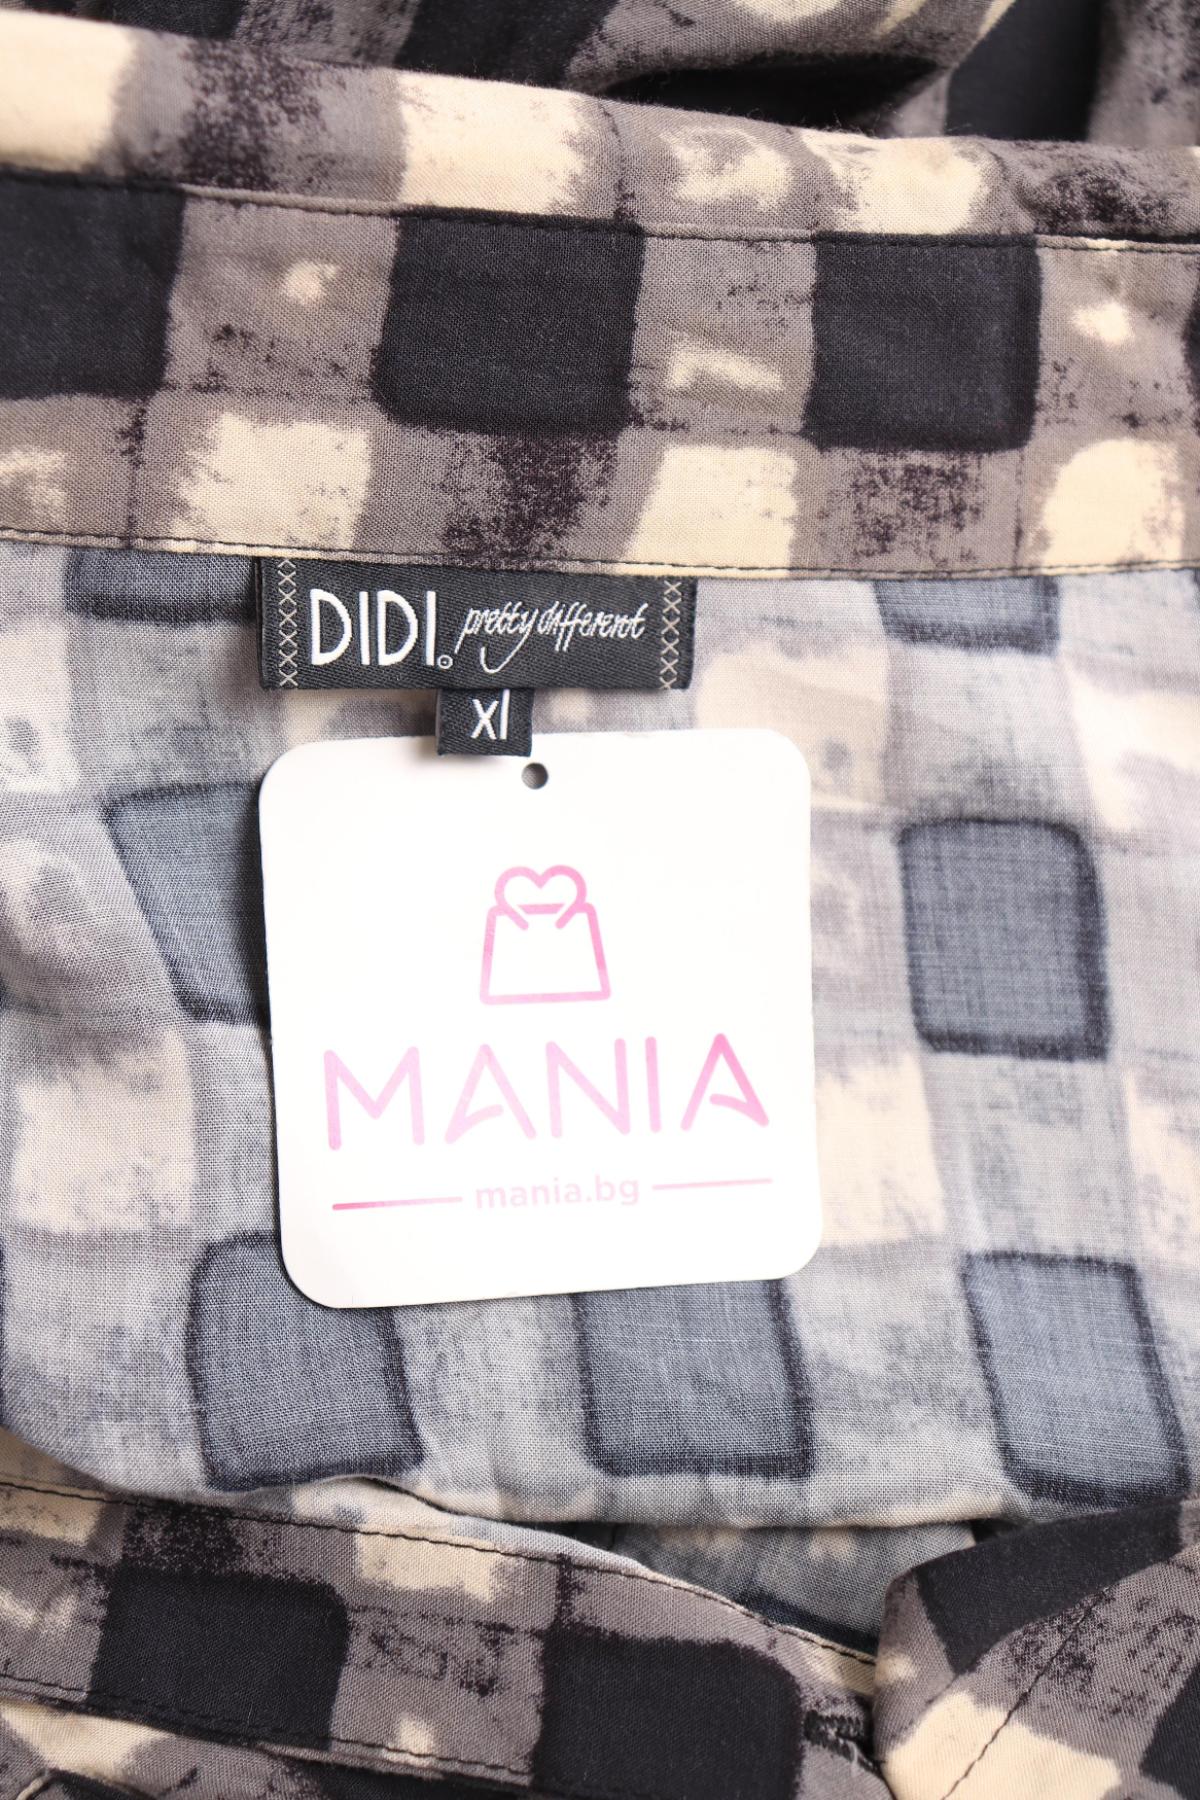 DIDI® pretty different
xl
MANIA
mania.bg